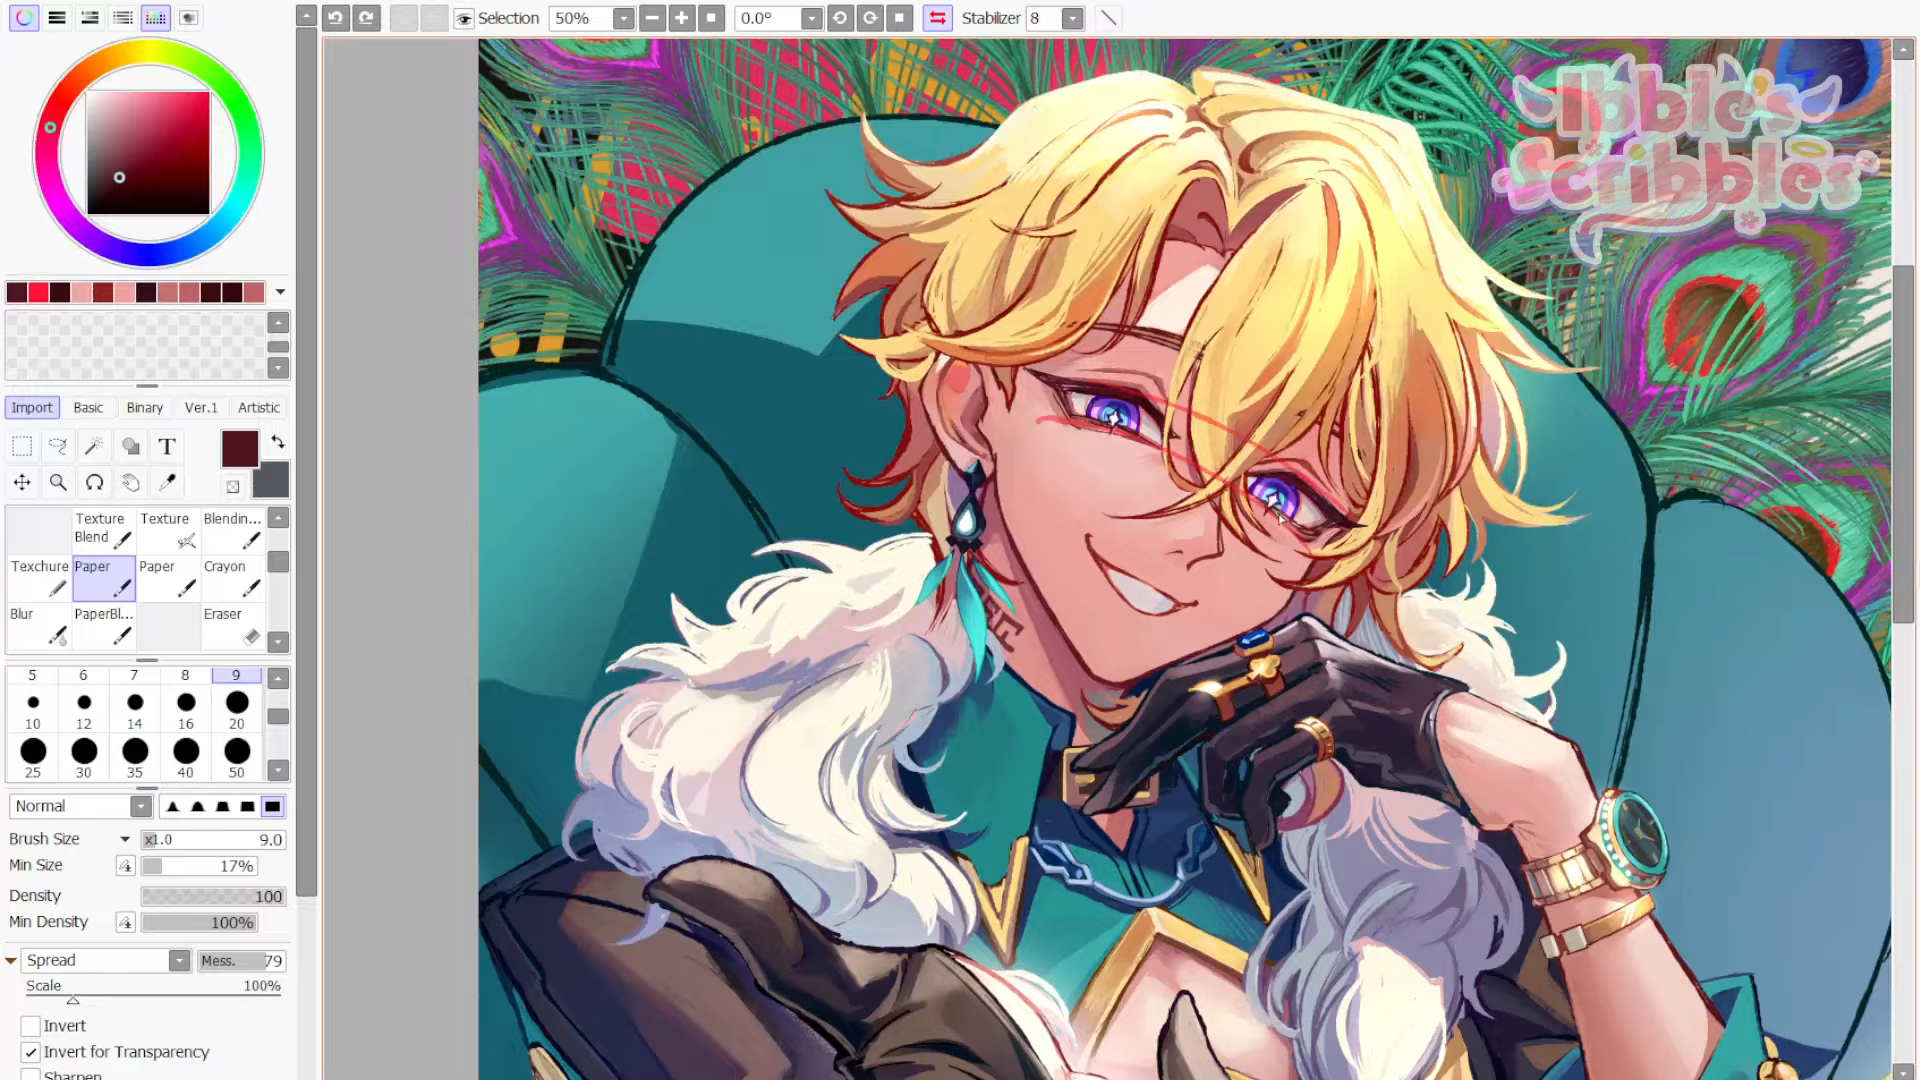 Selection 50% 0.0° Stabilizer 8
Ibble's
Scribbles
Import Basic Binary Ver.1 Artistic
T
Texture Blend Texture Blendin...
Texchure Paper Paper Crayon
Blur PaperBl... Eraser
5 6 7 8 9
10 12 14 16 20
25 30 35 40 50
Normal
Brush Size x1.0 9.0
Min Size 17%
Density 100
Min Density 100%
Spread Mess. 79
Scale 100%
Invert
Invert for Transparency
Sharpen